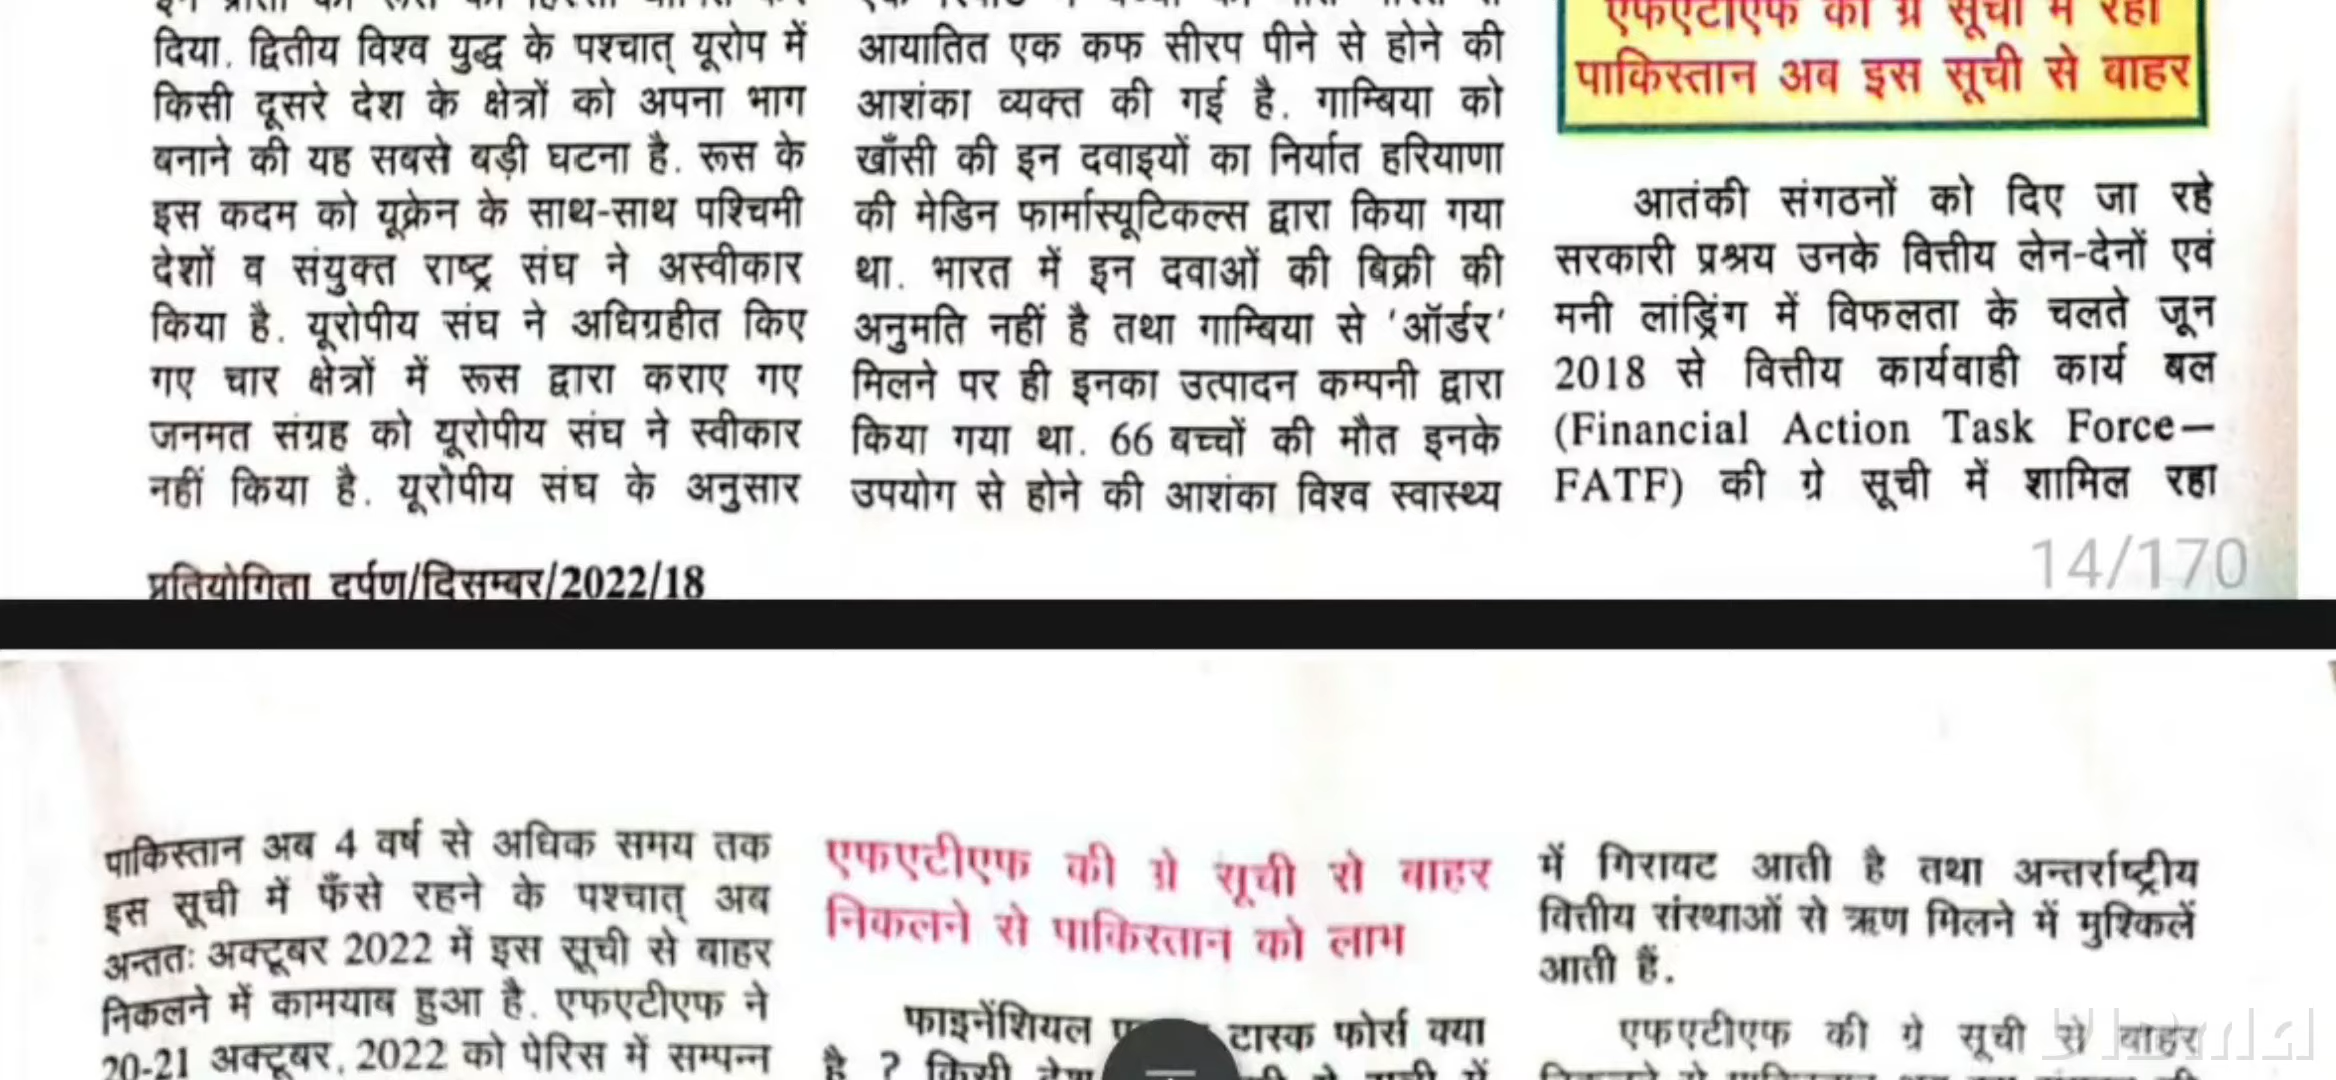 दिया. द्वितीय विश्व युद्ध के पश्चात् यूरोप में
किसी दूसरे देश के क्षेत्रों को अपना भाग
बनाने की यह सबसे बड़ी घटना है. रूस के
इस कदम को यूक्रेन के साथ-साथ पश्चिमी
देशों व संयुक्त राष्ट्र संघ ने अस्वीकार
किया है. यूरोपीय संघ ने अधिग्रहीत किए
गए चार क्षेत्रों में रूस द्वारा कराए गए
जनमत संग्रह को यूरोपीय संघ ने स्वीकार
नहीं किया है. यूरोपीय संघ के अनुसार
आयातित एक कफ सीरप पीने से होने की
आशंका व्यक्त की गई है. गाम्बिया को
खाँसी की इन दवाइयों का निर्यात हरियाणा
की मेडिन फार्मास्यूटिकल्स द्वारा किया गया
था. भारत में इन दवाओं की बिक्री की
अनुमति नहीं है तथा गाम्बिया से ‘ऑर्डर’
मिलने पर ही इनका उत्पादन कम्पनी द्वारा
किया गया था. 66 बच्चों की मौत इनके
उपयोग से होने की आशंका विश्व स्वास्थ्य
एफएटीएफ की ग्रे सूची में रहा
पाकिस्तान अब इस सूची से बाहर
आतंकी संगठनों को दिए जा रहे
सरकारी प्रश्रय उनके वित्तीय लेन-देनों एवं
मनी लांड्रिंग में विफलता के चलते जून
2018 से वित्तीय कार्यवाही कार्य बल
(Financial Action Task Force—
FATF) की ग्रे सूची में शामिल रहा
प्रतियोगिता दर्पण/दिसम्बर/2022/18
14/170
पाकिस्तान अब 4 वर्ष से अधिक समय तक
इस सूची में फँसे रहने के पश्चात् अब
अन्ततः अक्टूबर 2022 में इस सूची से बाहर
निकलने में कामयाब हुआ है. एफएटीएफ ने
20-21 अक्टूबर, 2022 को पेरिस में सम्पन्न
एफएटीएफ की ग्रे सूची से बाहर
निकलने से पाकिस्तान को लाभ
फाइनेंशियल टास्क फोर्स क्या
है ? किसी
में गिरावट आती है तथा अन्तर्राष्ट्रीय
वित्तीय संस्थाओं से ऋण मिलने में मुश्किलें
आती हैं.
एफएटीएफ की ग्रे सूची से बाहर